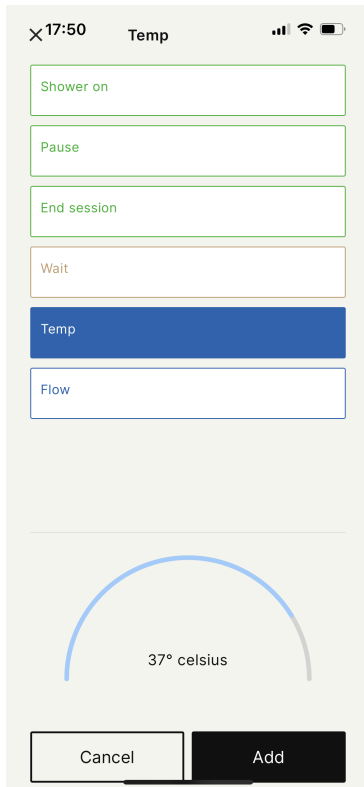 17:50
Temp
Shower on
Pause
End session
Wait
Temp
Flow
37° celsius
Cancel
Add